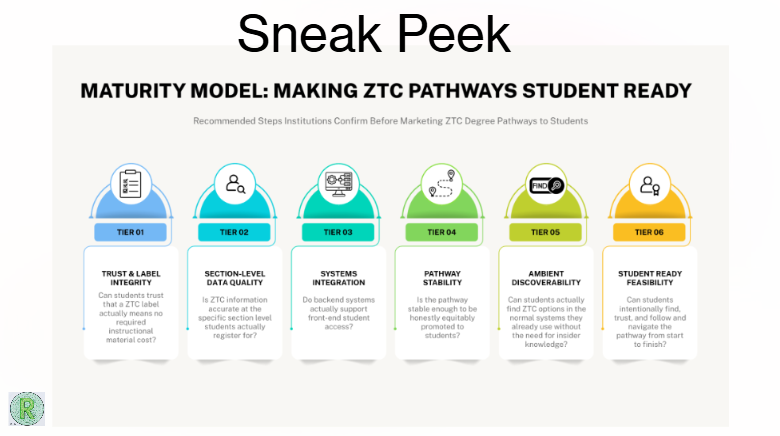 Sneak Peek
MATURITY MODEL: MAKING ZTC PATHWAYS STUDENT READY
Recommended Steps Institutions Confirm Before Marketing ZTC Degree Pathways to Students
FIND
TIER 01
TIER 02
TIER 03
TIER 04
TIER 05
TIER 06
TRUST & LABEL
INTEGRITY
Can students trust
that a ZTC label
actually means no
required
instructional
material cost?
SECTION-LEVEL
DATA QUALITY
Is ZTC information
accurate at the
specific section level
students actually
register for?
SYSTEMS
INTEGRATION
Do backend systems
actually support
front-end student
access?
PATHWAY
STABILITY
Is the pathway
stable enough to be
honestly equitably
promoted to
students?
AMBIENT
DISCOVERABILITY
Can students actually
find ZTC options in the
normal systems they
already use without
the need for insider
knowledge?
STUDENT READY
FEASIBILITY
Can students
intentionally find,
trust, and follow and
navigate the
pathway from start
to finish?
R